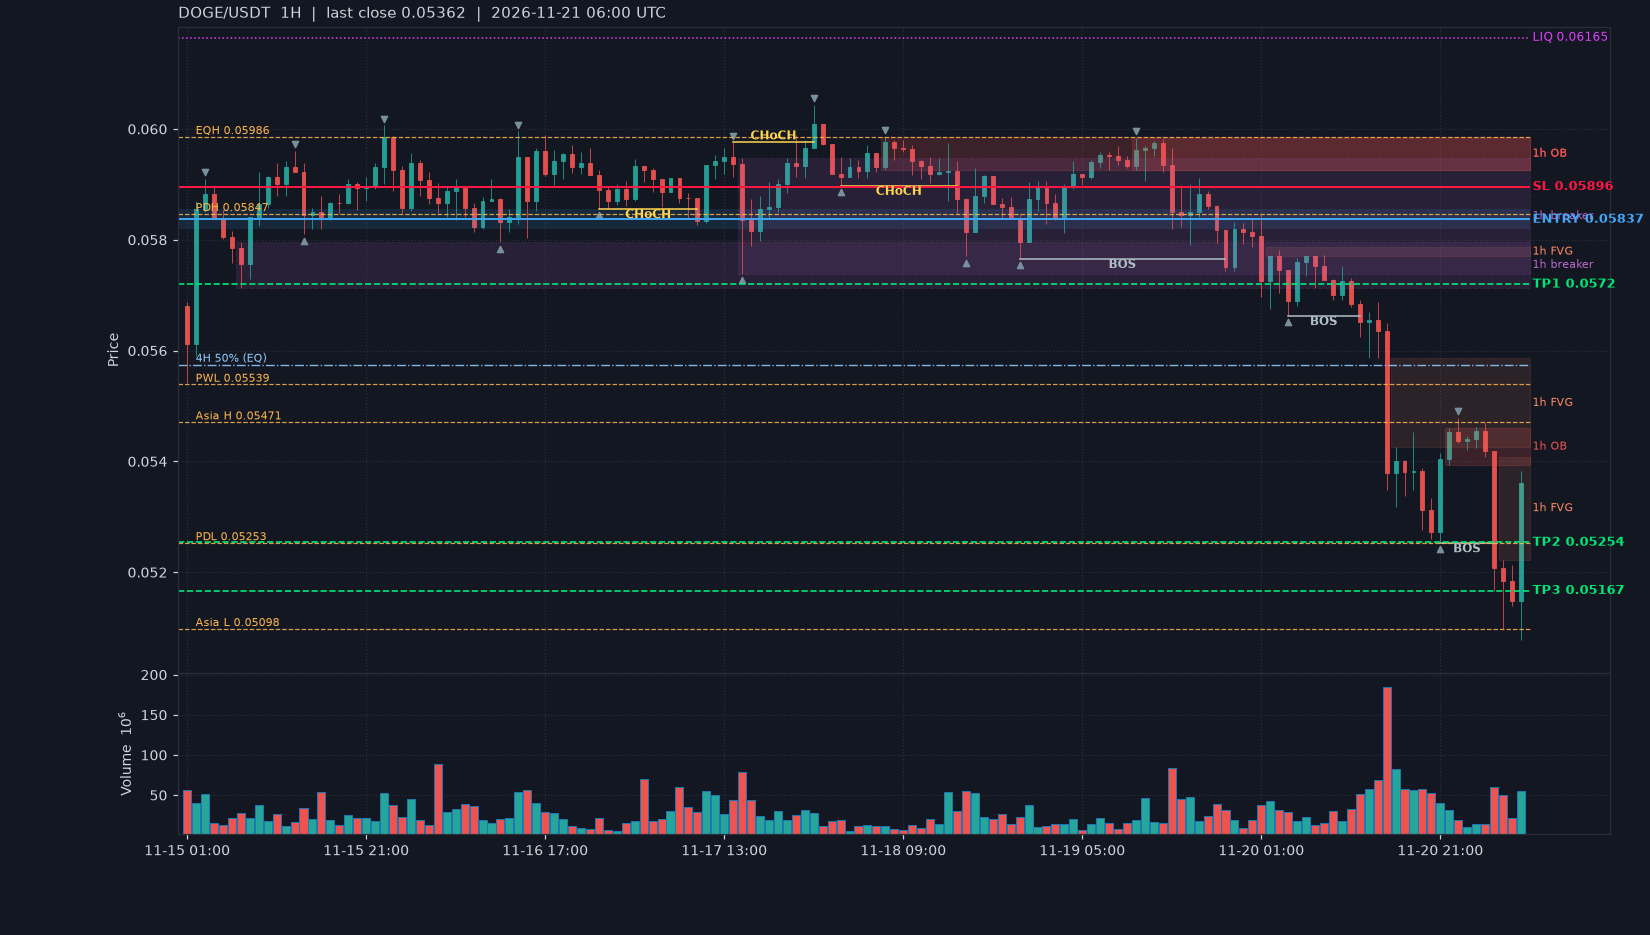 DOGE/USDT 1H | last close 0.05362 | 2026-11-21 06:00 UTC
LIQ 0.06165
0.060
EQH 0.05986
CHoCH
1h OB
CHoCH
SL 0.05896
PDH 0.05847
CHoCH
1h breaker
ENTRY 0.05837
0.058
1h FVG
BOS
1h breaker
TP1 0.0572
BOS
0.056
Price
4H 50% (EQ)
PWL 0.05539
1h FVG
Asia H 0.05471
1h OB
0.054
1h FVG
PDL 0.05253
TP2 0.05254
BOS
0.052
TP3 0.05167
Asia L 0.05098
200
150
100
50
Volume 10⁶
11-15 01:00 11-15 21:00 11-16 17:00 11-17 13:00 11-18 09:00 11-19 05:00 11-20 01:00 11-20 21:00